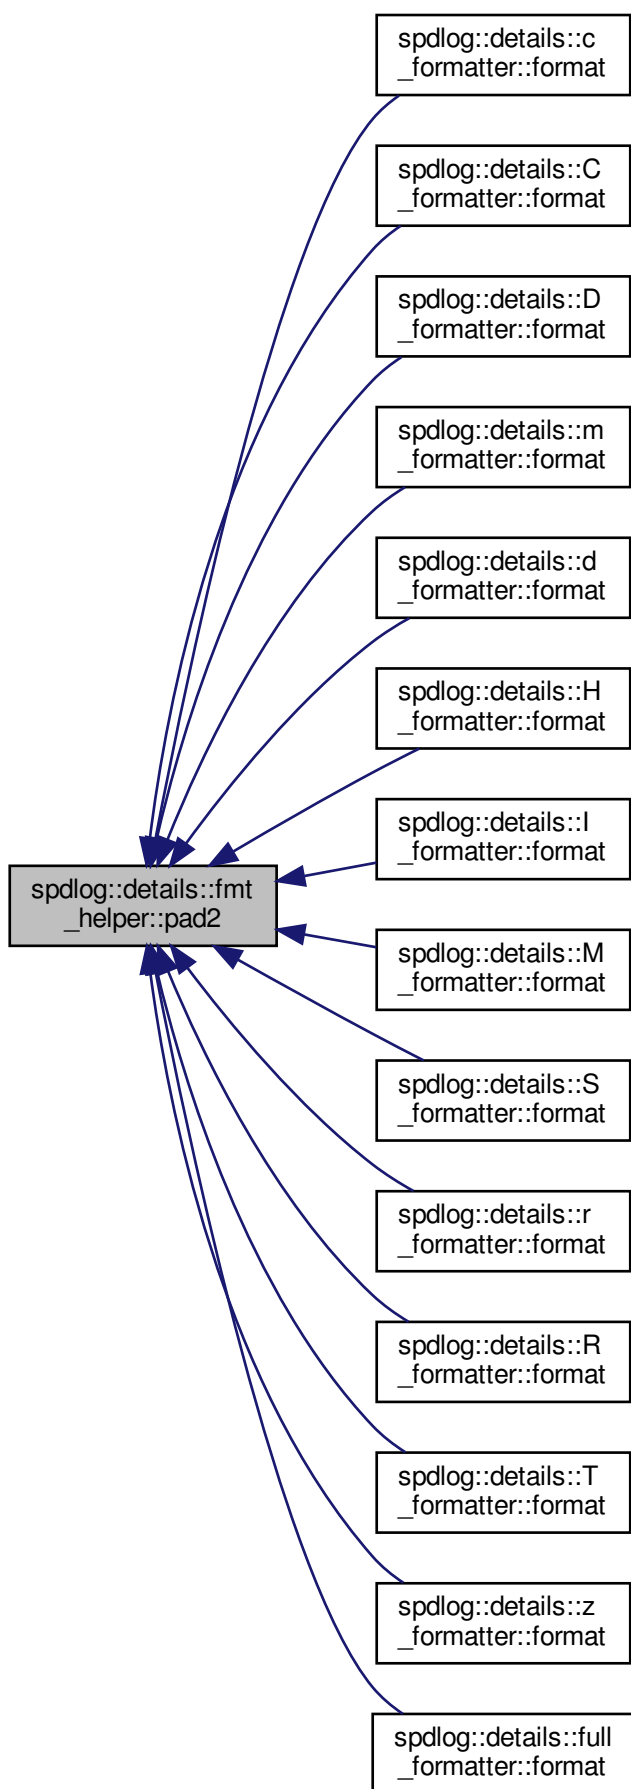 spdlog::details::c
_formatter::format
spdlog::details::C
_formatter::format
spdlog::details::D
_formatter::format
spdlog::details::m
_formatter::format
spdlog::details::d
_formatter::format
spdlog::details::H
_formatter::format
spdlog::details::I
_formatter::format
spdlog::details::fmt
_helper::pad2
spdlog::details::M
_formatter::format
spdlog::details::S
_formatter::format
spdlog::details::r
_formatter::format
spdlog::details::R
_formatter::format
spdlog::details::T
_formatter::format
spdlog::details::z
_formatter::format
spdlog::details::full
_formatter::format